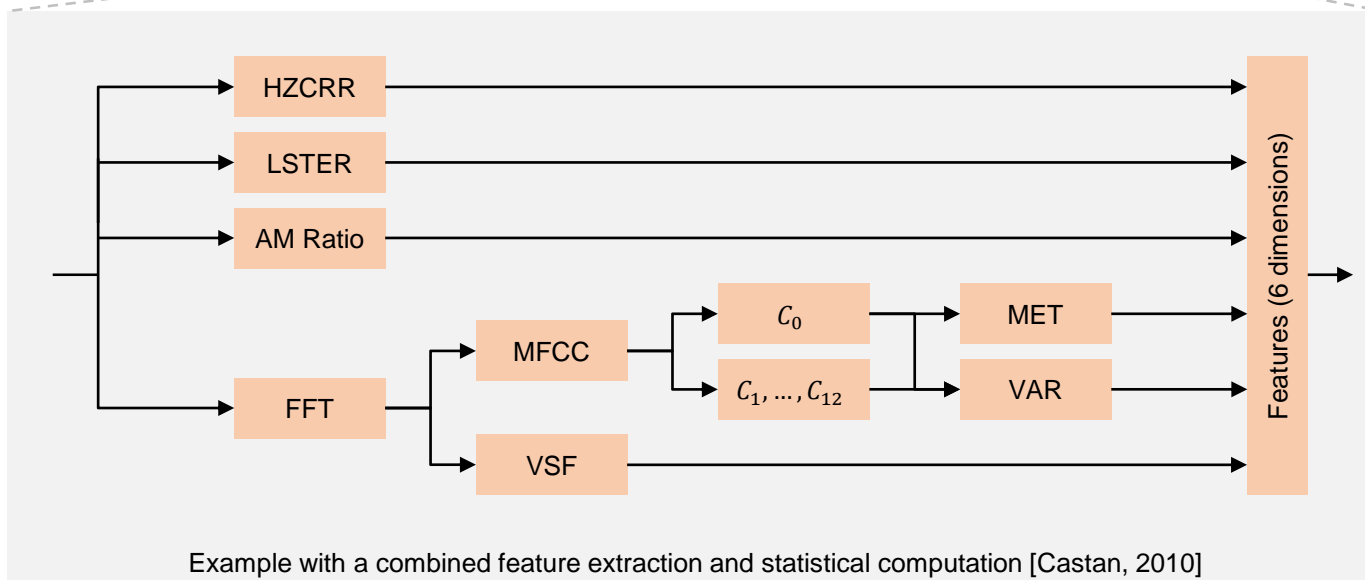 HZCRR
LSTER
AM Ratio
FFT
MFCC
VSF
C₀
C₁, … , C₁₂
MET
VAR
Features (6 dimensions)
Example with a combined feature extraction and statistical computation [Castan, 2010]